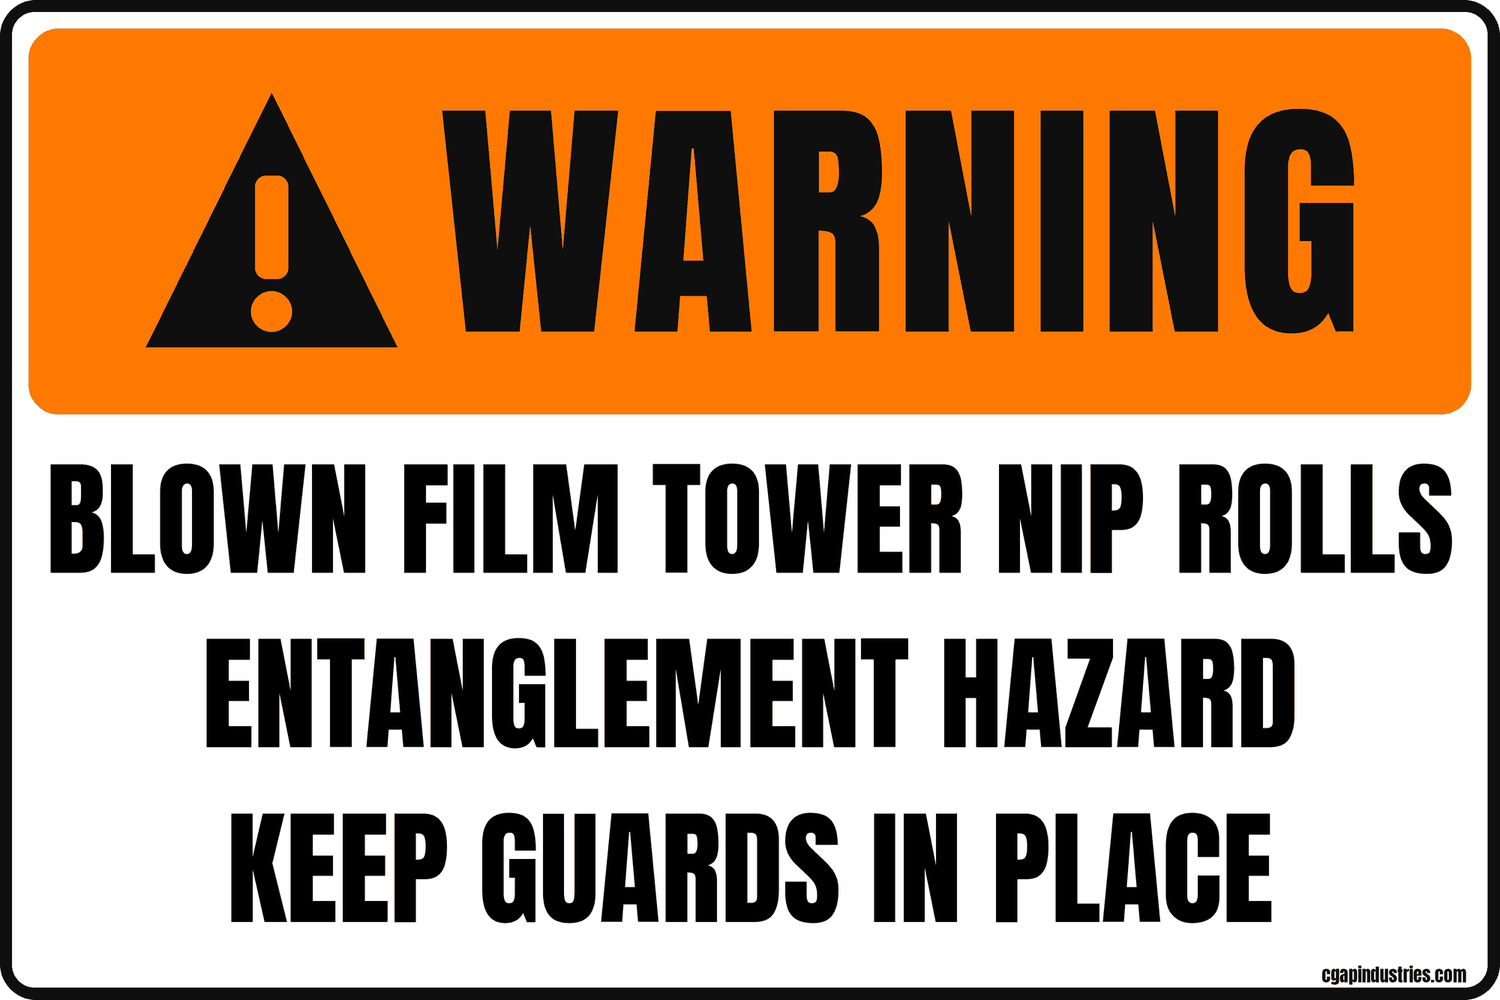 WARNING
BLOWN FILM TOWER NIP ROLLS
ENTANGLEMENT HAZARD
KEEP GUARDS IN PLACE
cgapindustries.com